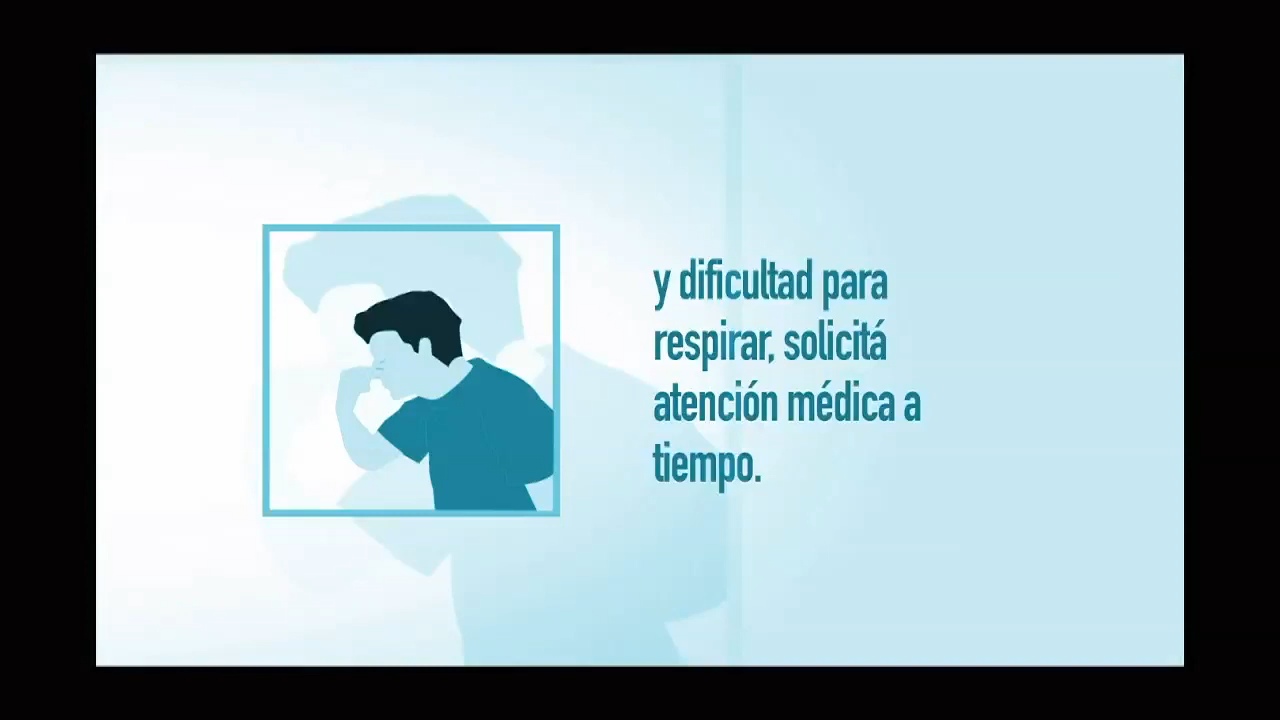 y dificultad para
respirar, solicitá
atención médica a
tiempo.